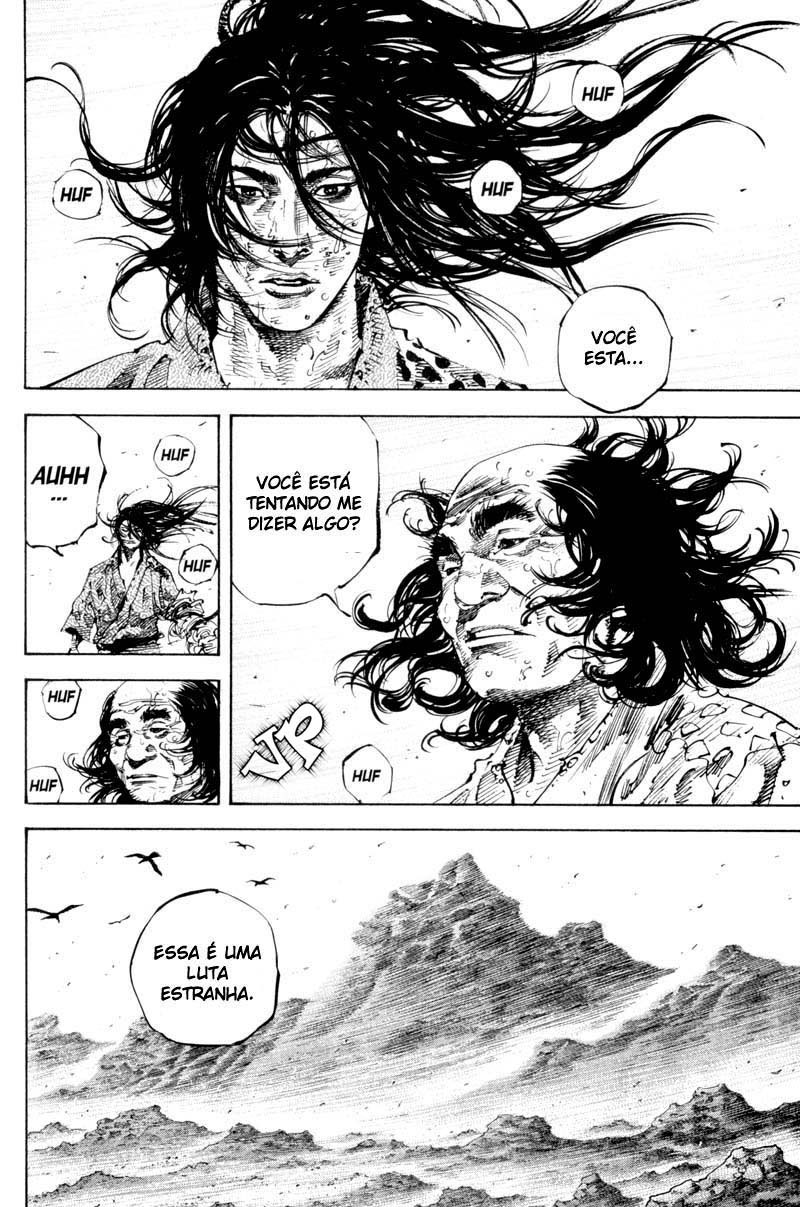 HUF
HUF
HUF
VOCÊ
ESTA...
AUHH
...
HUF
HUF
VOCÊ ESTÁ
TENTANDO ME
DIZER ALGO?
VP
HUF
HUF
HUF
ESSA É UMA
LUTA
ESTRANHA.